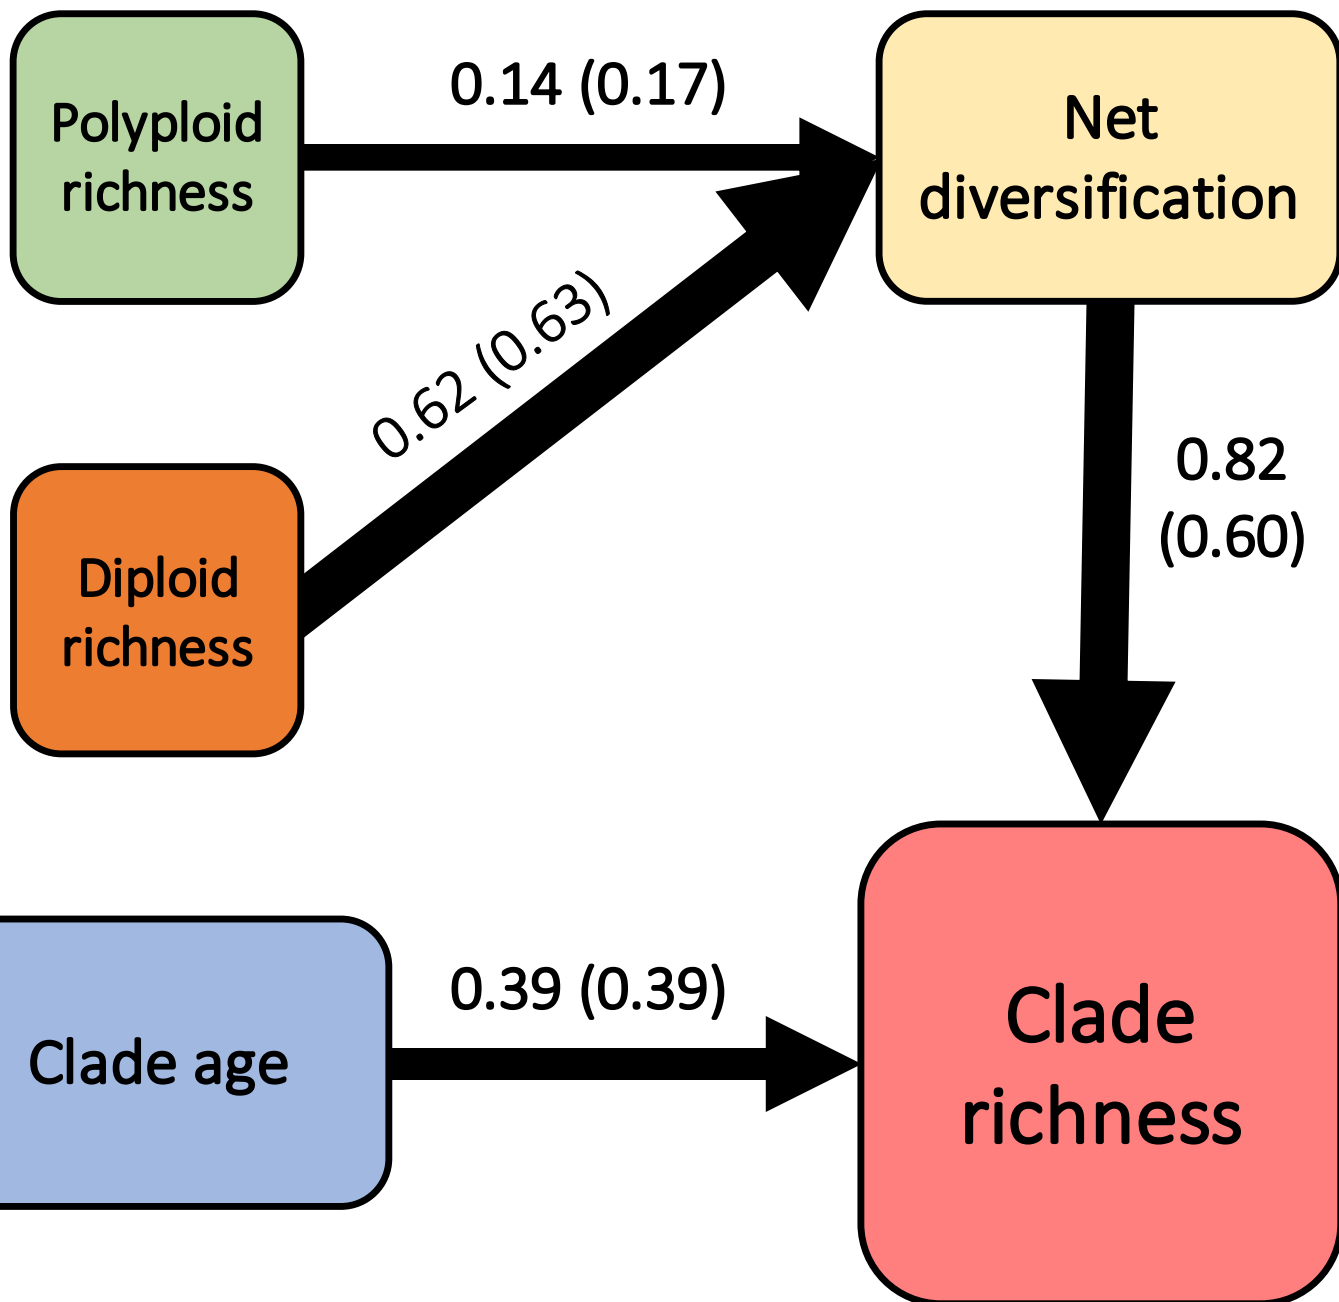 Polyploid
richness
0.14 (0.17)
Net
diversification
0.62 (0.63)
Diploid
richness
0.82
(0.60)
Clade age
0.39 (0.39)
Clade
richness